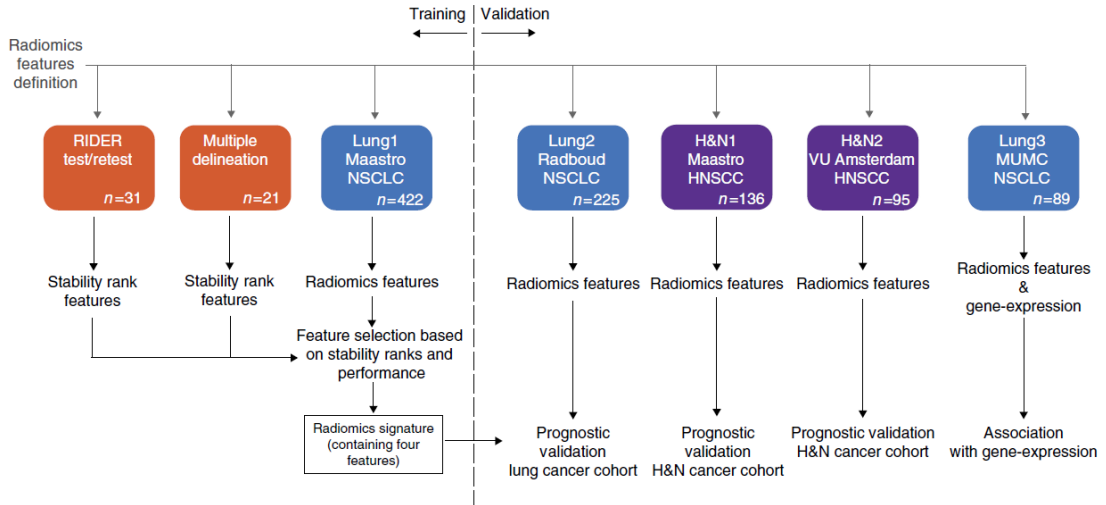 Training
Validation
Radiomics
features
definition
RIDER
test/retest
n=31
Multiple
delineation
n=21
Lung1
Maastro
NSCLC
n=422
Lung2
Radboud
NSCLC
n=225
H&N1
Maastro
HNSCC
n=136
H&N2
VU Amsterdam
HNSCC
n=95
Lung3
MUMC
NSCLC
n=89
Stability rank
features
Stability rank
features
Radiomics features
Radiomics features
Radiomics features
Radiomics features
Radiomics features
&
gene-expression
Feature selection based
on stability ranks and
performance
Radiomics signature
(containing four
features)
Prognostic
validation
lung cancer cohort
Prognostic
validation
H&N cancer cohort
Prognostic validation
H&N cancer cohort
Association
with gene-expression